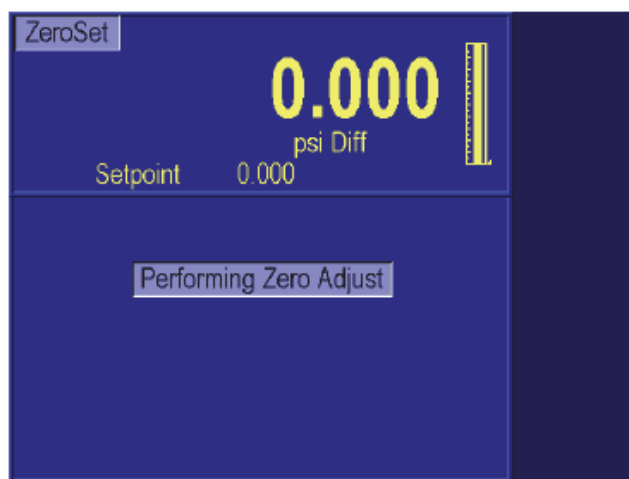 ZeroSet
0.000
psi Diff
Setpoint 0.000
Performing Zero Adjust